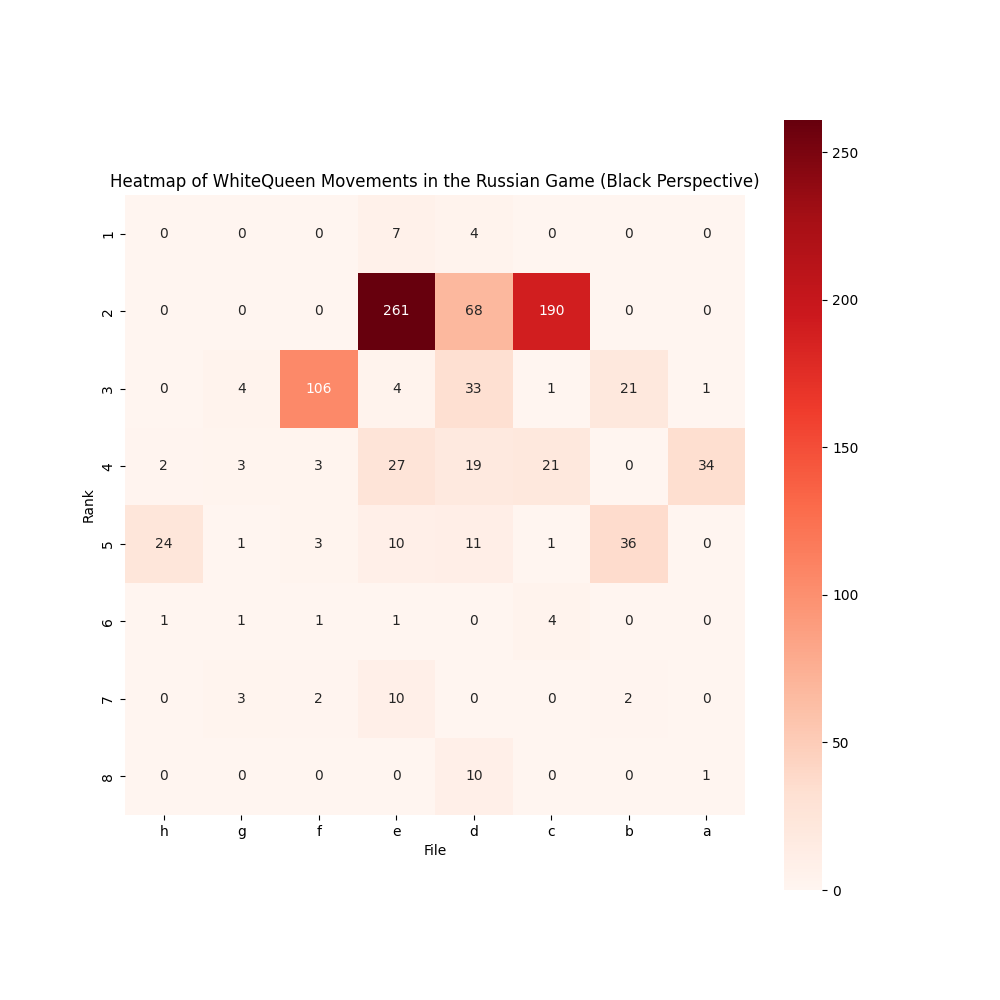 Heatmap of WhiteQueen Movements in the Russian Game (Black Perspective)
250
200
150
100
50
0
Rank
1 0 0 0 7 4 0 0 0
2 0 0 0 261 68 190 0 0
3 0 4 106 4 33 1 21 1
4 2 3 3 27 19 21 0 34
5 24 1 3 10 11 1 36 0
6 1 1 1 1 0 4 0 0
7 0 3 2 10 0 0 2 0
8 0 0 0 0 10 0 0 1
h g f e d c b a
File